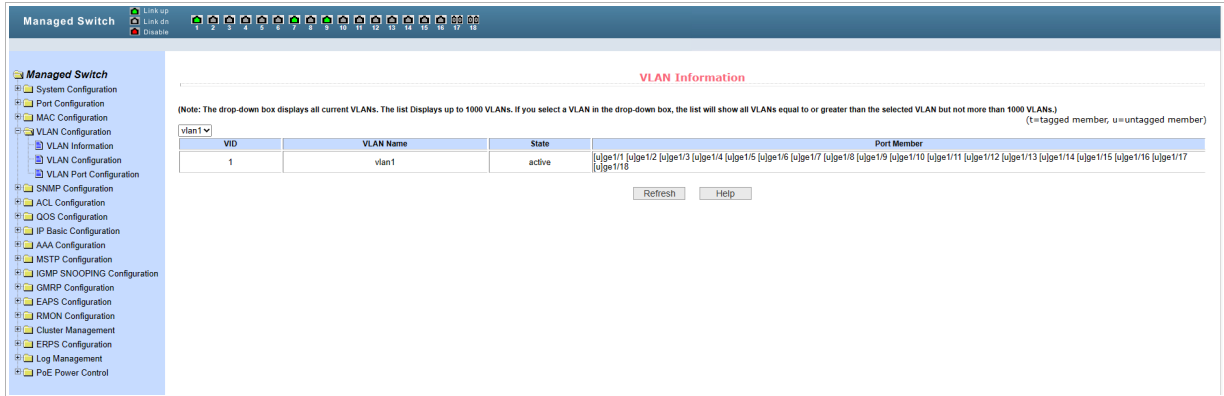 Managed Switch
Link up
Link dn
Disable
1 2 3 4 5 6 7 8 9 10 11 12 13 14 15 16 17 18
Managed Switch
System Configuration
Port Configuration
MAC Configuration
VLAN Configuration
VLAN Information
VLAN Configuration
VLAN Port Configuration
SNMP Configuration
ACL Configuration
QOS Configuration
IP Basic Configuration
AAA Configuration
MSTP Configuration
IGMP SNOOPING Configuration
GMRP Configuration
EAPS Configuration
RMON Configuration
Cluster Management
ERPS Configuration
Log Management
PoE Power Control
VLAN Information
(Note: The drop-down box displays all current VLANs. The list Displays up to 1000 VLANs. If you select a VLAN in the drop-down box, the list will show all VLANs equal to or greater than the selected VLAN but not more than 1000 VLANs.)
(t=tagged member, u=untagged member)
vlan1
VID VLAN Name State Port Member
1 vlan1 active [u]ge1/1 [u]ge1/2 [u]ge1/3 [u]ge1/4 [u]ge1/5 [u]ge1/6 [u]ge1/7 [u]ge1/8 [u]ge1/9 [u]ge1/10 [u]ge1/11 [u]ge1/12 [u]ge1/13 [u]ge1/14 [u]ge1/15 [u]ge1/16 [u]ge1/17
[u]ge1/18
Refresh Help